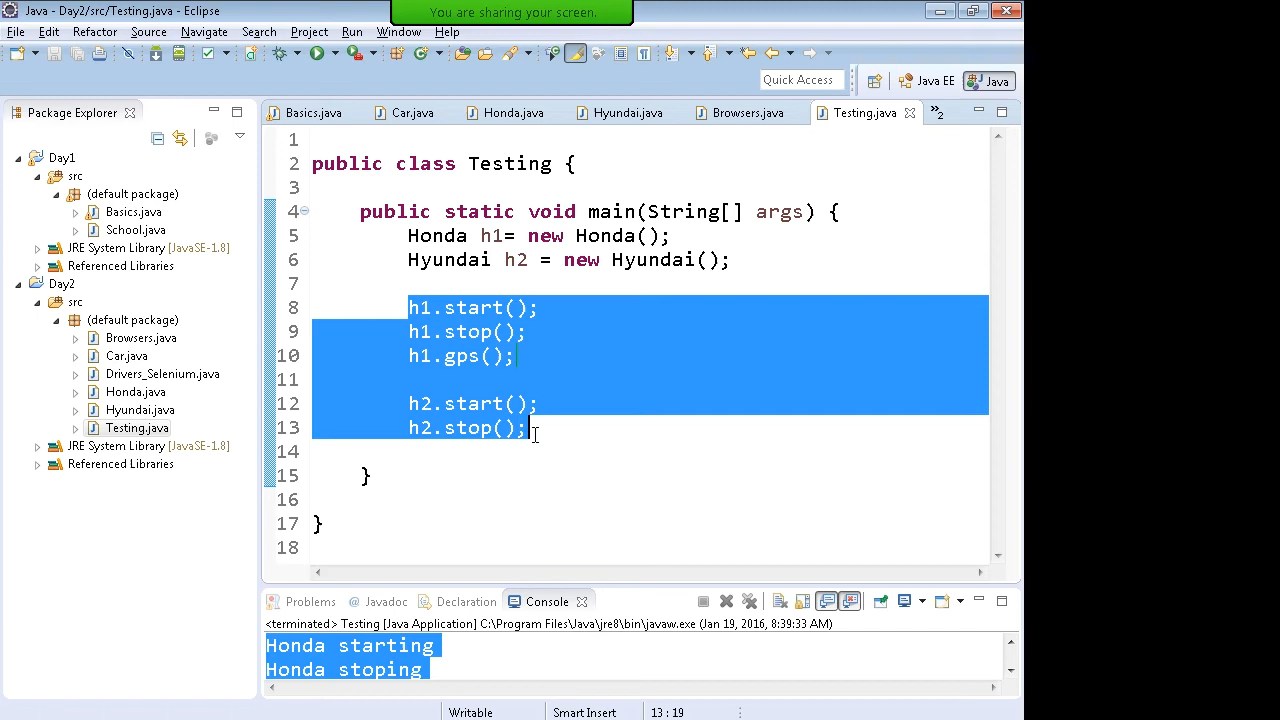 Java - Day2/src/Testing.java - Eclipse
You are sharing your screen.
File Edit Refactor Source Navigate Search Project Run Window Help
Quick Access
Java EE
Java
Package Explorer
Day1
src
(default package)
Basics.java
School.java
JRE System Library [JavaSE-1.8]
Referenced Libraries
Day2
src
(default package)
Browsers.java
Car.java
Drivers_Selenium.java
Honda.java
Hyundai.java
Testing.java
JRE System Library [JavaSE-1.8]
Referenced Libraries
Basics.java Car.java Honda.java Hyundai.java Browsers.java Testing.java »2
1
2 public class Testing {
3
4 public static void main(String[] args) {
5 Honda h1= new Honda();
6 Hyundai h2 = new Hyundai();
7
8 h1.start();
9 h1.stop();
10 h1.gps();
11
12 h2.start();
13 h2.stop();
14
15 }
16
17 }
18
Problems @ Javadoc Declaration Console
<terminated> Testing [Java Application] C:\Program Files\Java\jre8\bin\javaw.exe (Jan 19, 2016, 8:39:33 AM)
Honda starting
Honda stoping
Writable Smart Insert 13 : 19